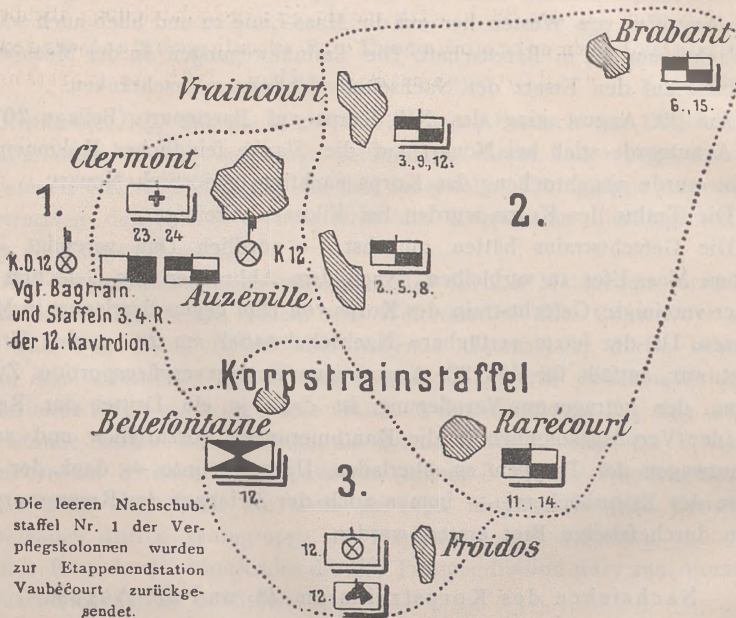 Brabant
6., 15.
Vraincourt
3., 9., 12.
Clermont
1.
23., 24
2.
K.D.12
K 12.
Auzéville
2., 5., 8.
Vgt. Bagtrain
und Staffeln 3. 4. R.
der 12. Kavtrdion.
Korpstrainstaffel
Bellefontaine
Rarécourt
12.
3
11., 14.
Die leeren Nachschub-
staffel Nr. 1 der Ver-
pflegskolonnen wurden
zur Etappenendstation
Vaubécourt zurückge-
sendet.
12.
Froidos
12.